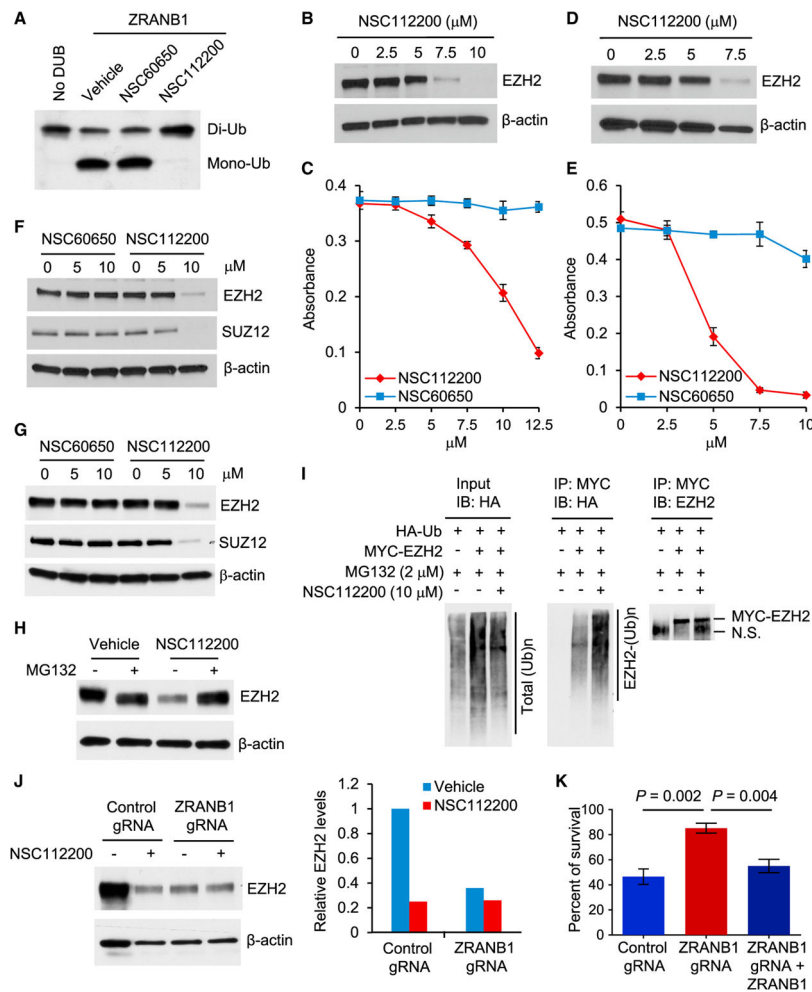 A
ZRANB1
No DUB
Vehicle
NSC60650
NSC112200
Di-Ub
Mono-Ub
B
NSC112200 (μM)
0 2.5 5 7.5 10
EZH2
β-actin
D
NSC112200 (μM)
0 2.5 5 7.5
EZH2
β-actin
C
0.4
0.3
0.2
0.1
0
Absorbance
NSC112200
NSC60650
0 2.5 5 7.5 10 12.5
μM
E
0.6
0.5
0.4
0.3
0.2
0.1
0
Absorbance
NSC112200
NSC60650
0 2.5 5 7.5 10
μM
F
NSC60650 NSC112200
0 5 10 0 5 10 μM
EZH2
SUZ12
β-actin
G
NSC60650 NSC112200
0 5 10 0 5 10 μM
EZH2
SUZ12
β-actin
H
Vehicle NSC112200
MG132 - + - +
EZH2
β-actin
I
Input IP: MYC IP: MYC
IB: HA IB: HA IB: EZH2
HA-Ub + + + + + + + + +
MYC-EZH2 - + + - + + - + +
MG132 (2 μM) + + + + + + + + +
NSC112200 (10 μM) - - + - - + - - +
Total (Ub)n
EZH2-(Ub)n
MYC-EZH2
N.S.
J
Control ZRANB1
gRNA gRNA
NSC112200 - + - +
EZH2
β-actin
1.2
1
0.8
0.6
0.4
0.2
0
Relative EZH2 levels
Vehicle
NSC112200
Control ZRANB1
gRNA gRNA
K
P = 0.002 P = 0.004
100
80
60
40
20
0
Percent of survival
Control ZRANB1 ZRANB1
gRNA gRNA gRNA +
ZRANB1